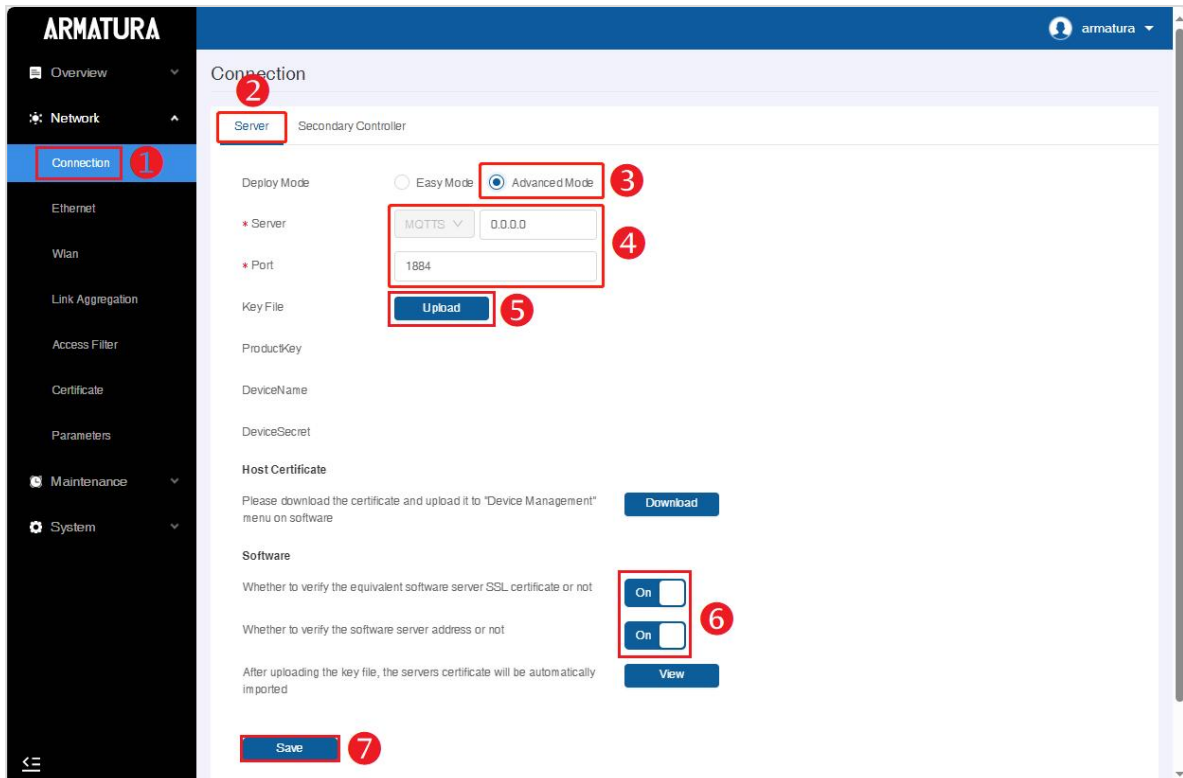 ARMATURA
armatura
Overview
Connection
2
Network
Server Secondary Controller
Connection 1
Deploy Mode Easy Mode Advanced Mode 3
Ethernet
* Server MQTTS 0.0.0.0
4
Wlan
* Port 1884
Link Aggregation
Key File Upload 5
Access Filter
ProductKey
Certificate
DeviceName
Parameters
DeviceSecret
Host Certificate
Maintenance
Please download the certificate and upload it to "Device Management" Download
menu on software
System
Software
Whether to verify the equivalent software server SSL certificate or not On
6
Whether to verify the software server address or not On
After uploading the key file, the servers certificate will be automatically View
imported
Save 7